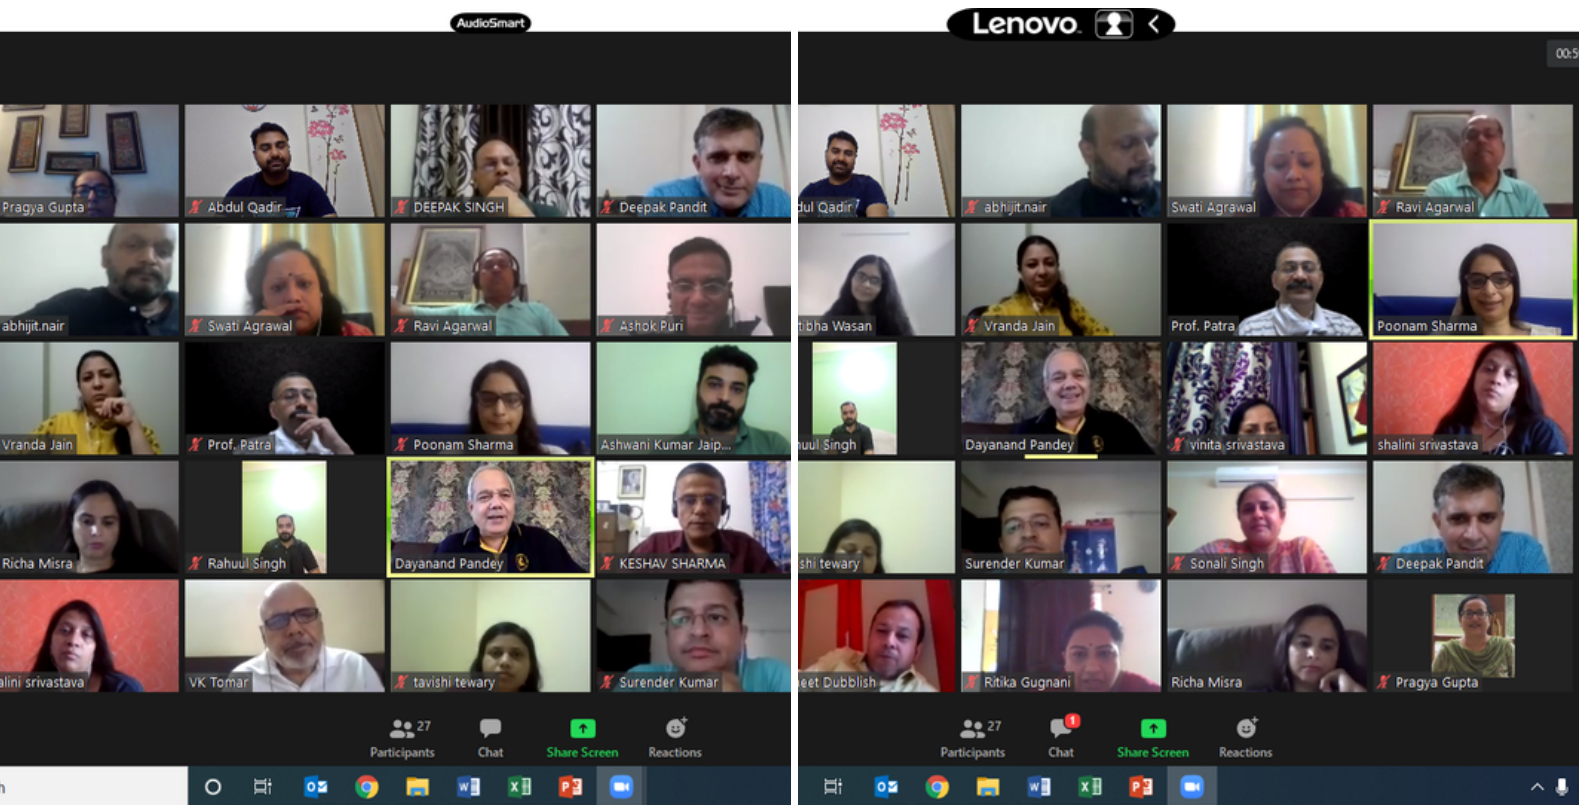 AudioSmart
Pragya Gupta
Abdul Qadir
DEEPAK SINGH
Deepak Pandit
abhijit.nair
Swati Agrawal
Ravi Agarwal
Ashok Puri
Vranda Jain
Prof. Patra
Poonam Sharma
Ashwani Kumar Jaip...
Richa Misra
Rahuul Singh
Dayanand Pandey
KESHAV SHARMA
alini srivastava
VK Tomar
tavishi tewary
Surender Kumar
27
Participants
Chat
Share Screen
Reactions
h
Lenovo
00:5
dul Qadir
abhijit.nair
Swati Agrawal
Ravi Agarwal
tibha Wasan
Vranda Jain
Prof. Patra
Poonam Sharma
huul Singh
Dayanand Pandey
vinita srivastava
shalini srivastava
shi tewary
Surender Kumar
Sonali Singh
Deepak Pandit
neet Dubblish
Ritika Gugnani
Richa Misra
Pragya Gupta
27
1
Participants
Chat
Share Screen
Reactions